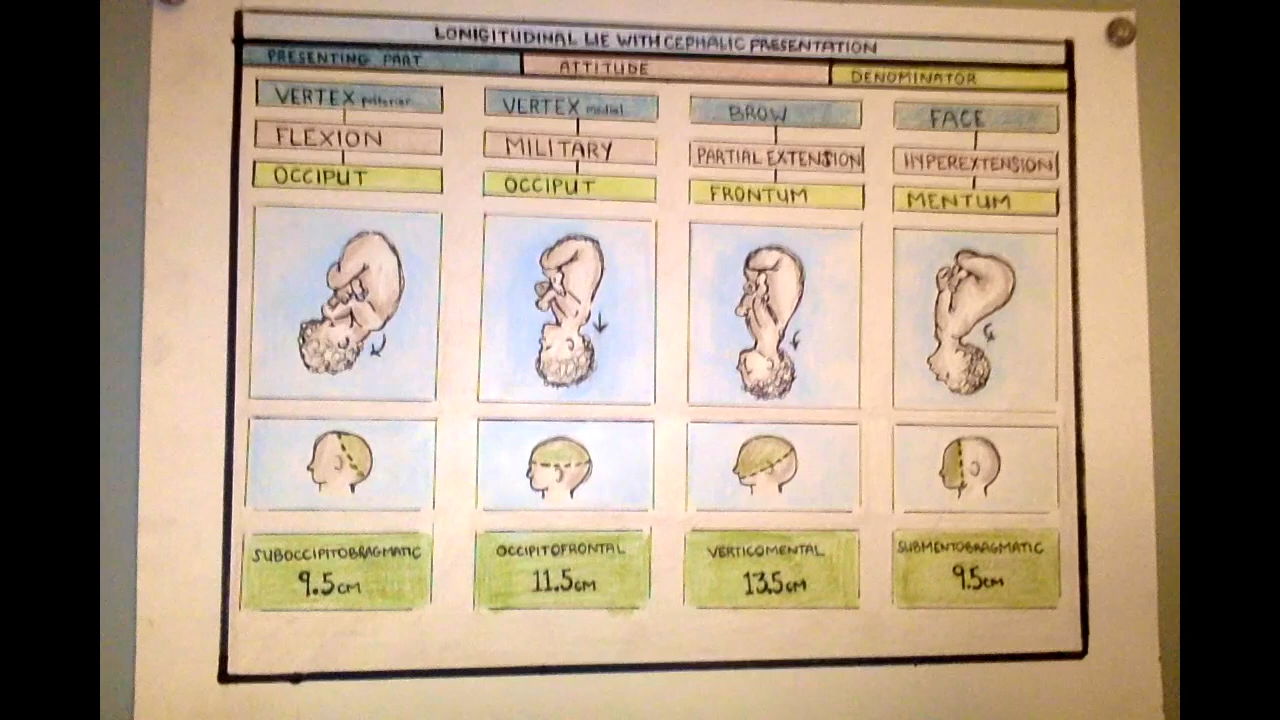 LONIGITUDINAL LIE WITH CEPHALIC PRESENTATION
PRESENTING PART
ATTITUDE
DENOMINATOR
VERTEX posterior
VERTEX medial
BROW
FACE
FLEXION
MILITARY
PARTIAL EXTENSION
HYPEREXTENSION
OCCIPUT
OCCIPUT
FRONTUM
MENTUM
SUBOCCIPITOBRAGMATIC
9.5CM
OCCIPITOFRONTAL
11.5CM
VERTICOMENTAL
13.5CM
SUBMENTOBRAGMATIC
9.5CM